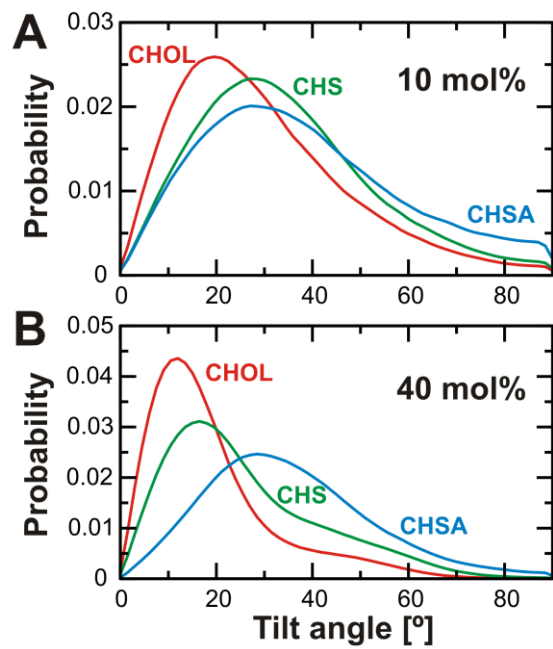 A
Probability
0.03
0.02
0.01
0
CHOL
CHS
CHSA
10 mol%
0 20 40 60 80
B
Probability
0.05
0.04
0.03
0.02
0.01
0
CHOL
CHS
CHSA
40 mol%
0 20 40 60 80
Tilt angle [º]